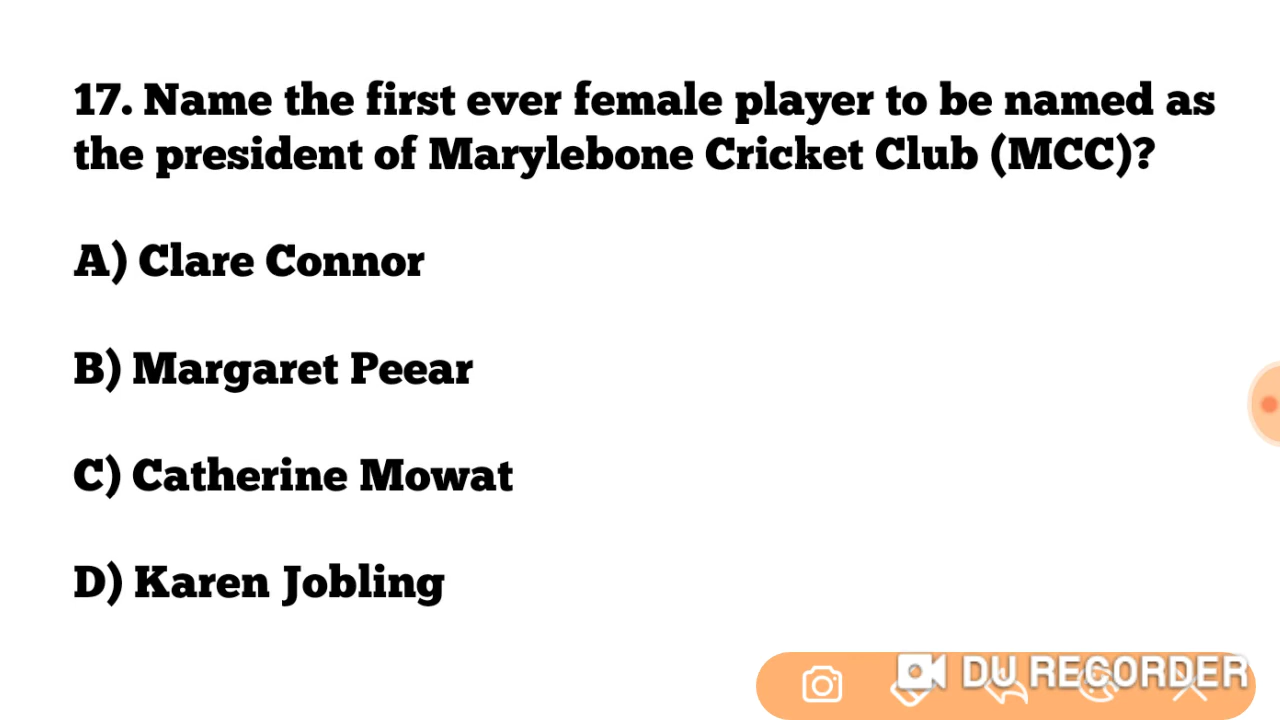 17. Name the first ever female player to be named as
the president of Marylebone Cricket Club (MCC)?
A) Clare Connor
B) Margaret Peear
C) Catherine Mowat
D) Karen Jobling
DU RECORDER